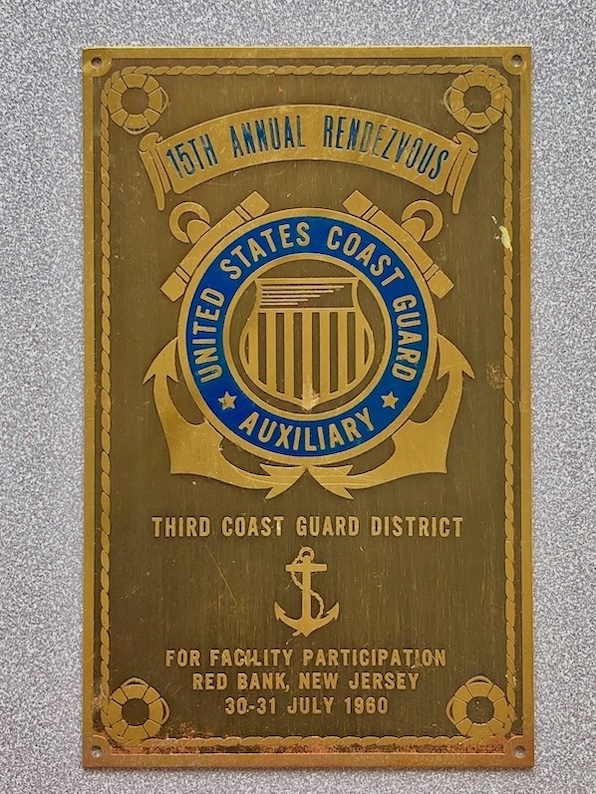 15TH ANNUAL RENDEZVOUS
UNITED STATES COAST GUARD
AUXILIARY
THIRD COAST GUARD DISTRICT
FOR FACILITY PARTICIPATION
RED BANK, NEW JERSEY
30-31 JULY 1960